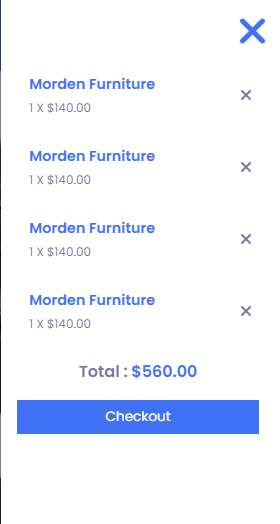 Morden Furniture
1 X $140.00
Morden Furniture
1 X $140.00
Morden Furniture
1 X $140.00
Morden Furniture
1 X $140.00
Total : $560.00
Checkout